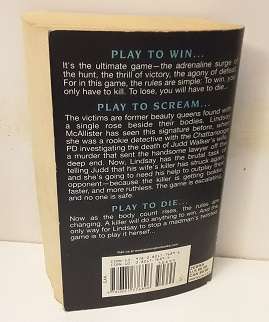 PLAY TO WIN...
It's the ultimate game—the adrenaline surge of
the hunt, the thrill of victory, the agony of defeat.
For in this game, the rules are simple: To win, you
only have to kill. To lose, you will have to die...
PLAY TO SCREAM...
The victims are former beauty queens found with
a single rose beside their bodies. Lindsay
McAllister has seen this signature before, when
she was a rookie detective with the Chattanooga
PD investigating the death of Judd Walker's wife,
a murder that sent the handsome lawyer off the
deep end. Now, Lindsay has the brutal task of
telling Judd that his wife's killer has struck again,
and she's going to need his help to outwit their
opponent—because the killer is getting bolder,
faster, and more ruthless. The game is escalating,
and no one is safe.
PLAY TO DIE...
Now as the body count rises, the rules are
changing. A killer will do anything to win. And the
only way for Lindsay to stop a madman's twisted
game is to play it herself...